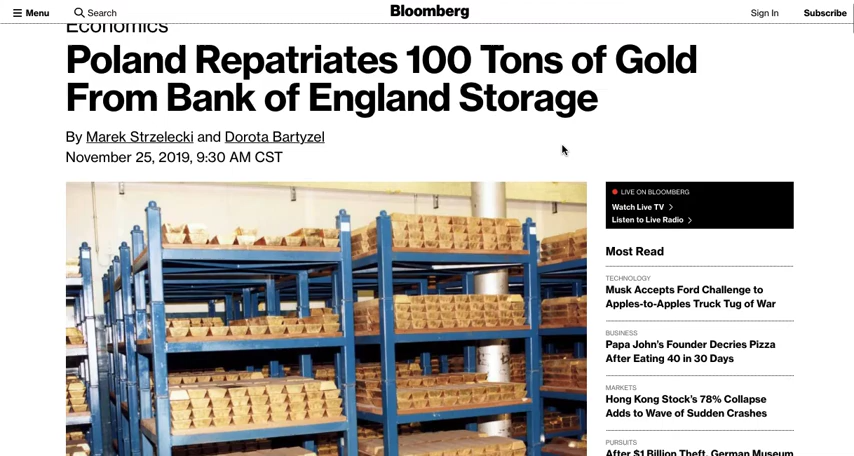 Menu
Search
Bloomberg
Sign In
Subscribe
Economics
Poland Repatriates 100 Tons of Gold
From Bank of England Storage
By Marek Strzelecki and Dorota Bartyzel
November 25, 2019, 9:30 AM CST
LIVE ON BLOOMBERG
Watch Live TV
Listen to Live Radio
Most Read
TECHNOLOGY
Musk Accepts Ford Challenge to
Apples-to-Apples Truck Tug of War
BUSINESS
Papa John's Founder Decries Pizza
After Eating 40 in 30 Days
MARKETS
Hong Kong Stock's 78% Collapse
Adds to Wave of Sudden Crashes
PURSUITS
After $1 Billion Theft, German Museum